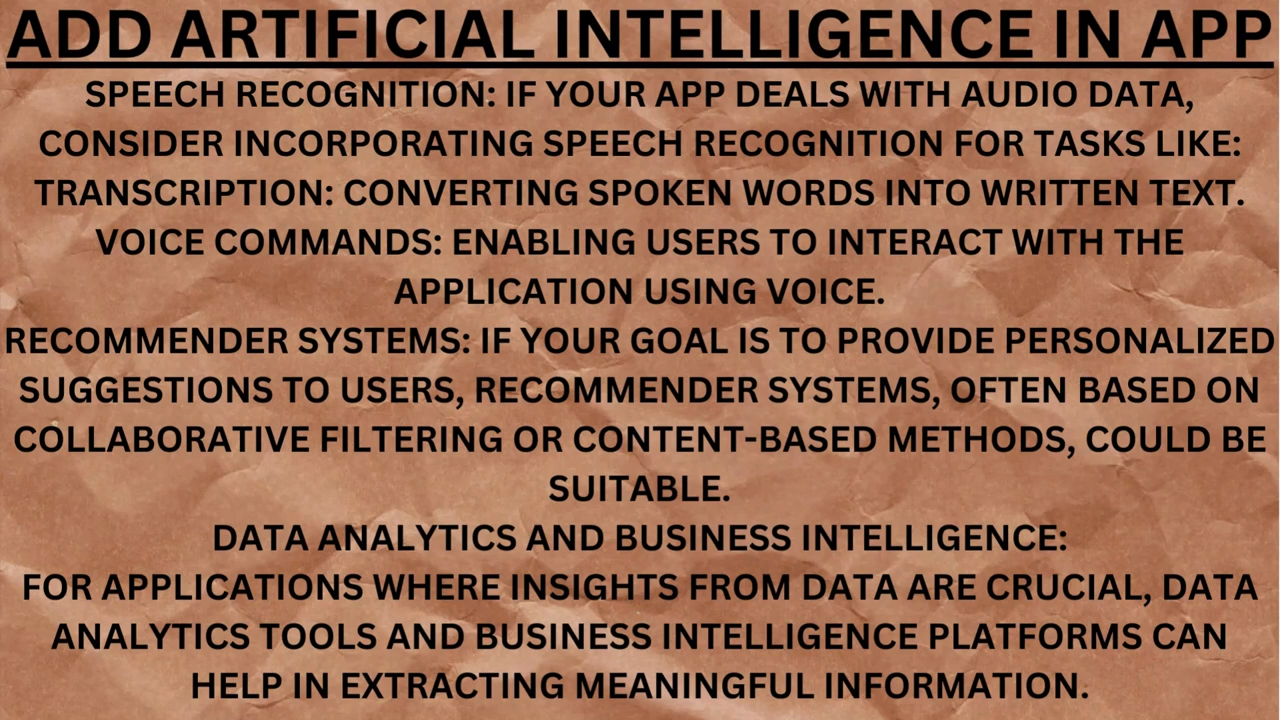 ADD ARTIFICIAL INTELLIGENCE IN APP
SPEECH RECOGNITION: IF YOUR APP DEALS WITH AUDIO DATA,
CONSIDER INCORPORATING SPEECH RECOGNITION FOR TASKS LIKE:
TRANSCRIPTION: CONVERTING SPOKEN WORDS INTO WRITTEN TEXT.
VOICE COMMANDS: ENABLING USERS TO INTERACT WITH THE
APPLICATION USING VOICE.
RECOMMENDER SYSTEMS: IF YOUR GOAL IS TO PROVIDE PERSONALIZED
SUGGESTIONS TO USERS, RECOMMENDER SYSTEMS, OFTEN BASED ON
COLLABORATIVE FILTERING OR CONTENT-BASED METHODS, COULD BE
SUITABLE.
DATA ANALYTICS AND BUSINESS INTELLIGENCE:
FOR APPLICATIONS WHERE INSIGHTS FROM DATA ARE CRUCIAL, DATA
ANALYTICS TOOLS AND BUSINESS INTELLIGENCE PLATFORMS CAN
HELP IN EXTRACTING MEANINGFUL INFORMATION.